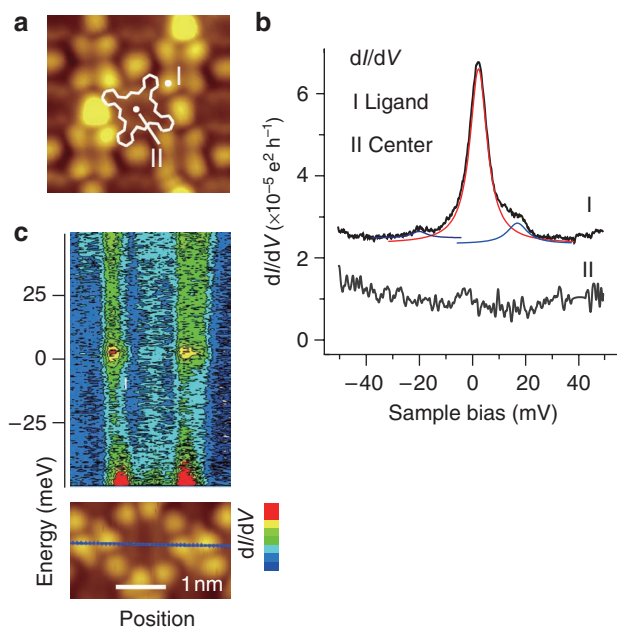 a
I
II
b
dI/dV
I Ligand
II Center
I
II
6
4
2
0
dI/dV (×10⁻⁵ e² h⁻¹)
−40 −20 0 20 40
Sample bias (mV)
c
25
0
−25
Energy (meV)
1 nm
dI/dV
Position